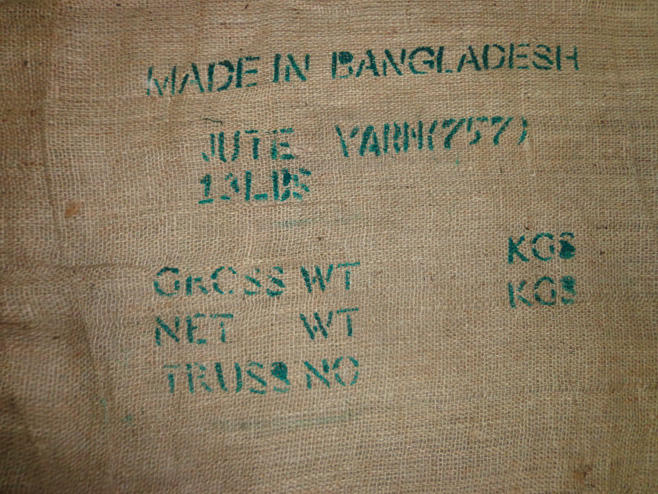 MADE IN BANGLADESH
JUTE YARN(757)
13LBS
GROSS WT KGS
NET WT KGS
TRUSS NO